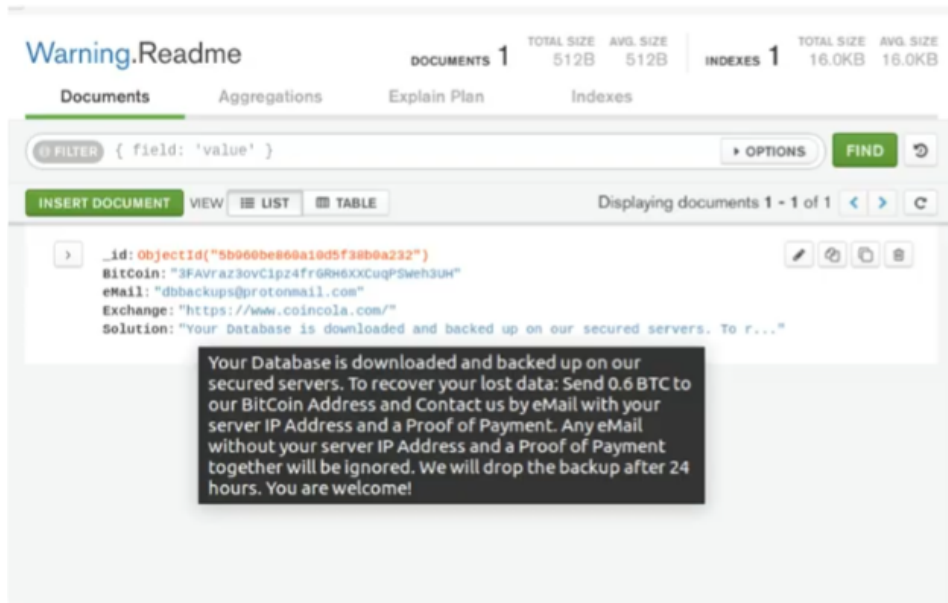 Warning.Readme
DOCUMENTS 1 TOTAL SIZE 512B AVG. SIZE 512B INDEXES 1 TOTAL SIZE 16.0KB AVG. SIZE 16.0KB
Documents Aggregations Explain Plan Indexes
FILTER { field: 'value' } OPTIONS FIND
INSERT DOCUMENT VIEW LIST TABLE Displaying documents 1 - 1 of 1 < > C
_id: ObjectId("5b060be860a10d5f38b0a232")
BitCoin: "3FAVraz3ovCipz4frGRH6XXCuqPSWeh3UH"
eMail: "dbbackups@protonmail.com"
Exchange: "https://www.coincola.com/"
Solution: "Your Database is downloaded and backed up on our secured servers. To r..."
Your Database is downloaded and backed up on our
secured servers. To recover your lost data: Send 0.6 BTC to
our BitCoin Address and Contact us by eMail with your
server IP Address and a Proof of Payment. Any eMail
without your server IP Address and a Proof of Payment
together will be ignored. We will drop the backup after 24
hours. You are welcome!